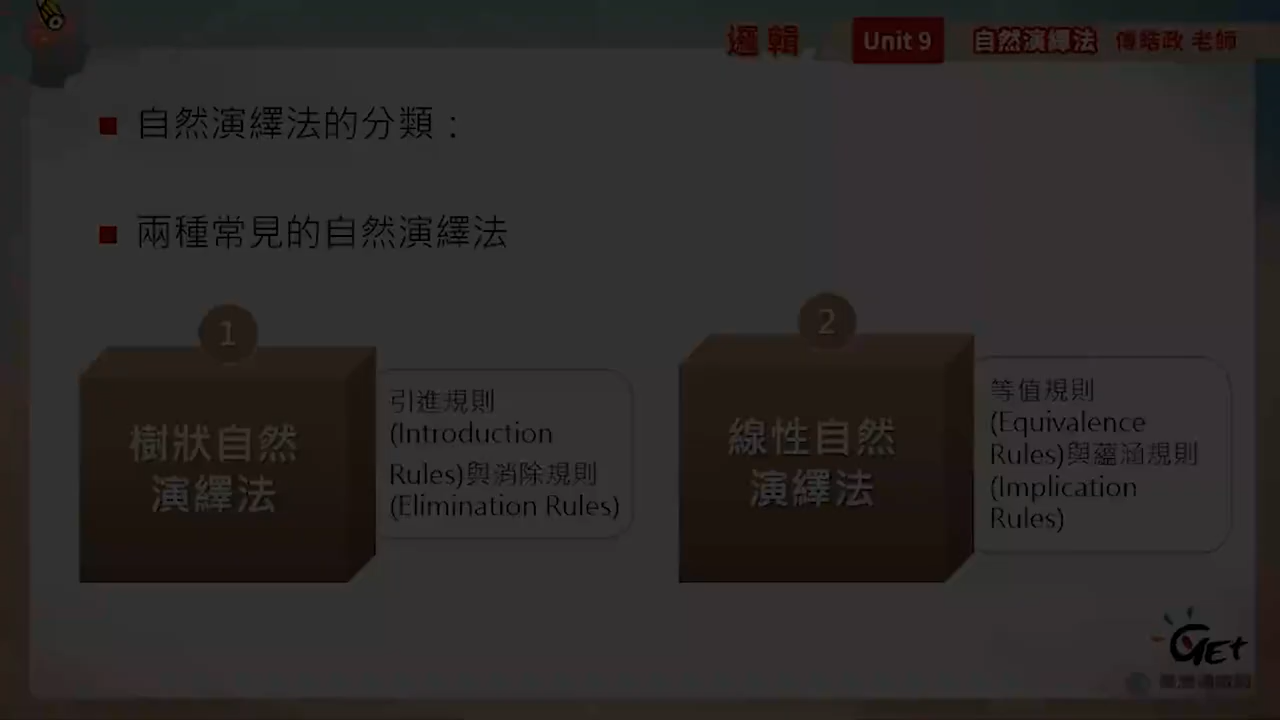 邏輯 Unit 9 自然演繹法 傅皓政 老師
自然演繹法的分類：
兩種常見的自然演繹法
1
樹狀自然
演繹法
引進規則
(Introduction
Rules)與消除規則
(Elimination Rules)
2
線性自然
演繹法
等值規則
(Equivalence
Rules)與蘊涵規則
(Implication
Rules)
GET